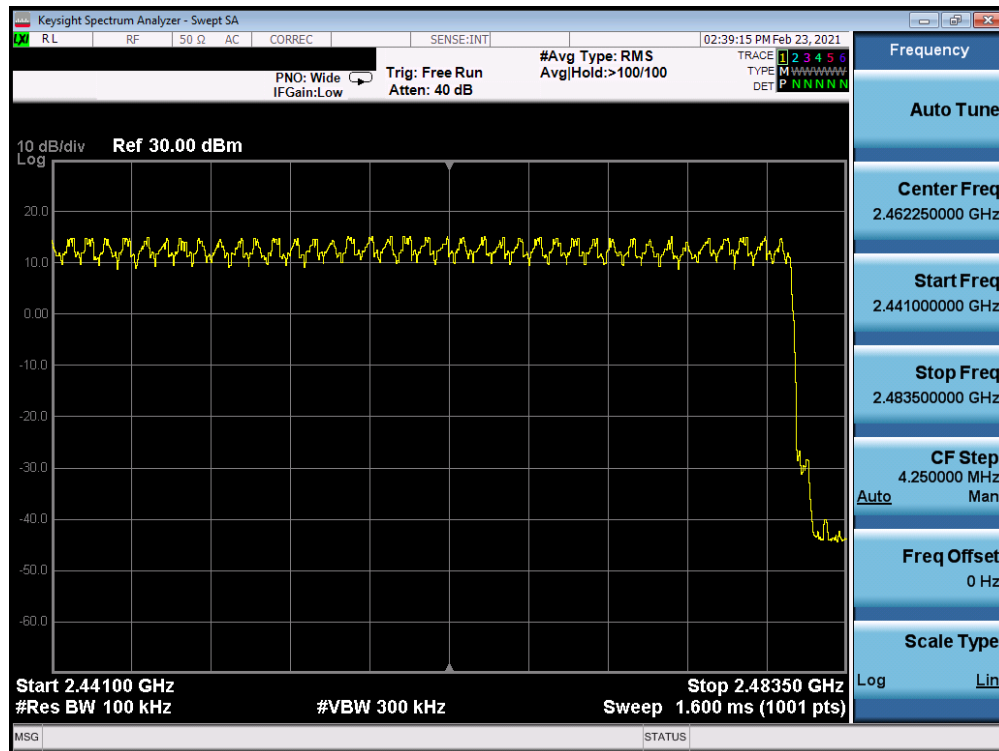 Keysight Spectrum Analyzer - Swept SA
LXI RL RF 50 Ω AC CORREC SENSE:INT 02:39:15 PM Feb 23, 2021
PNO: Wide
IFGain:Low
Trig: Free Run
Atten: 40 dB
#Avg Type: RMS
Avg|Hold:>100/100
TRACE 1 2 3 4 5 6
TYPE M WWWWW
DET P N N N N N
10 dB/div
Log
Ref 30.00 dBm
20.0
10.0
0.00
-10.0
-20.0
-30.0
-40.0
-50.0
-60.0
Start 2.44100 GHz
Stop 2.48350 GHz
#Res BW 100 kHz
#VBW 300 kHz
Sweep 1.600 ms (1001 pts)
MSG
STATUS
Frequency
Auto Tune
Center Freq
2.462250000 GHz
Start Freq
2.441000000 GHz
Stop Freq
2.483500000 GHz
CF Step
4.250000 MHz
Auto Man
Freq Offset
0 Hz
Scale Type
Log Lin